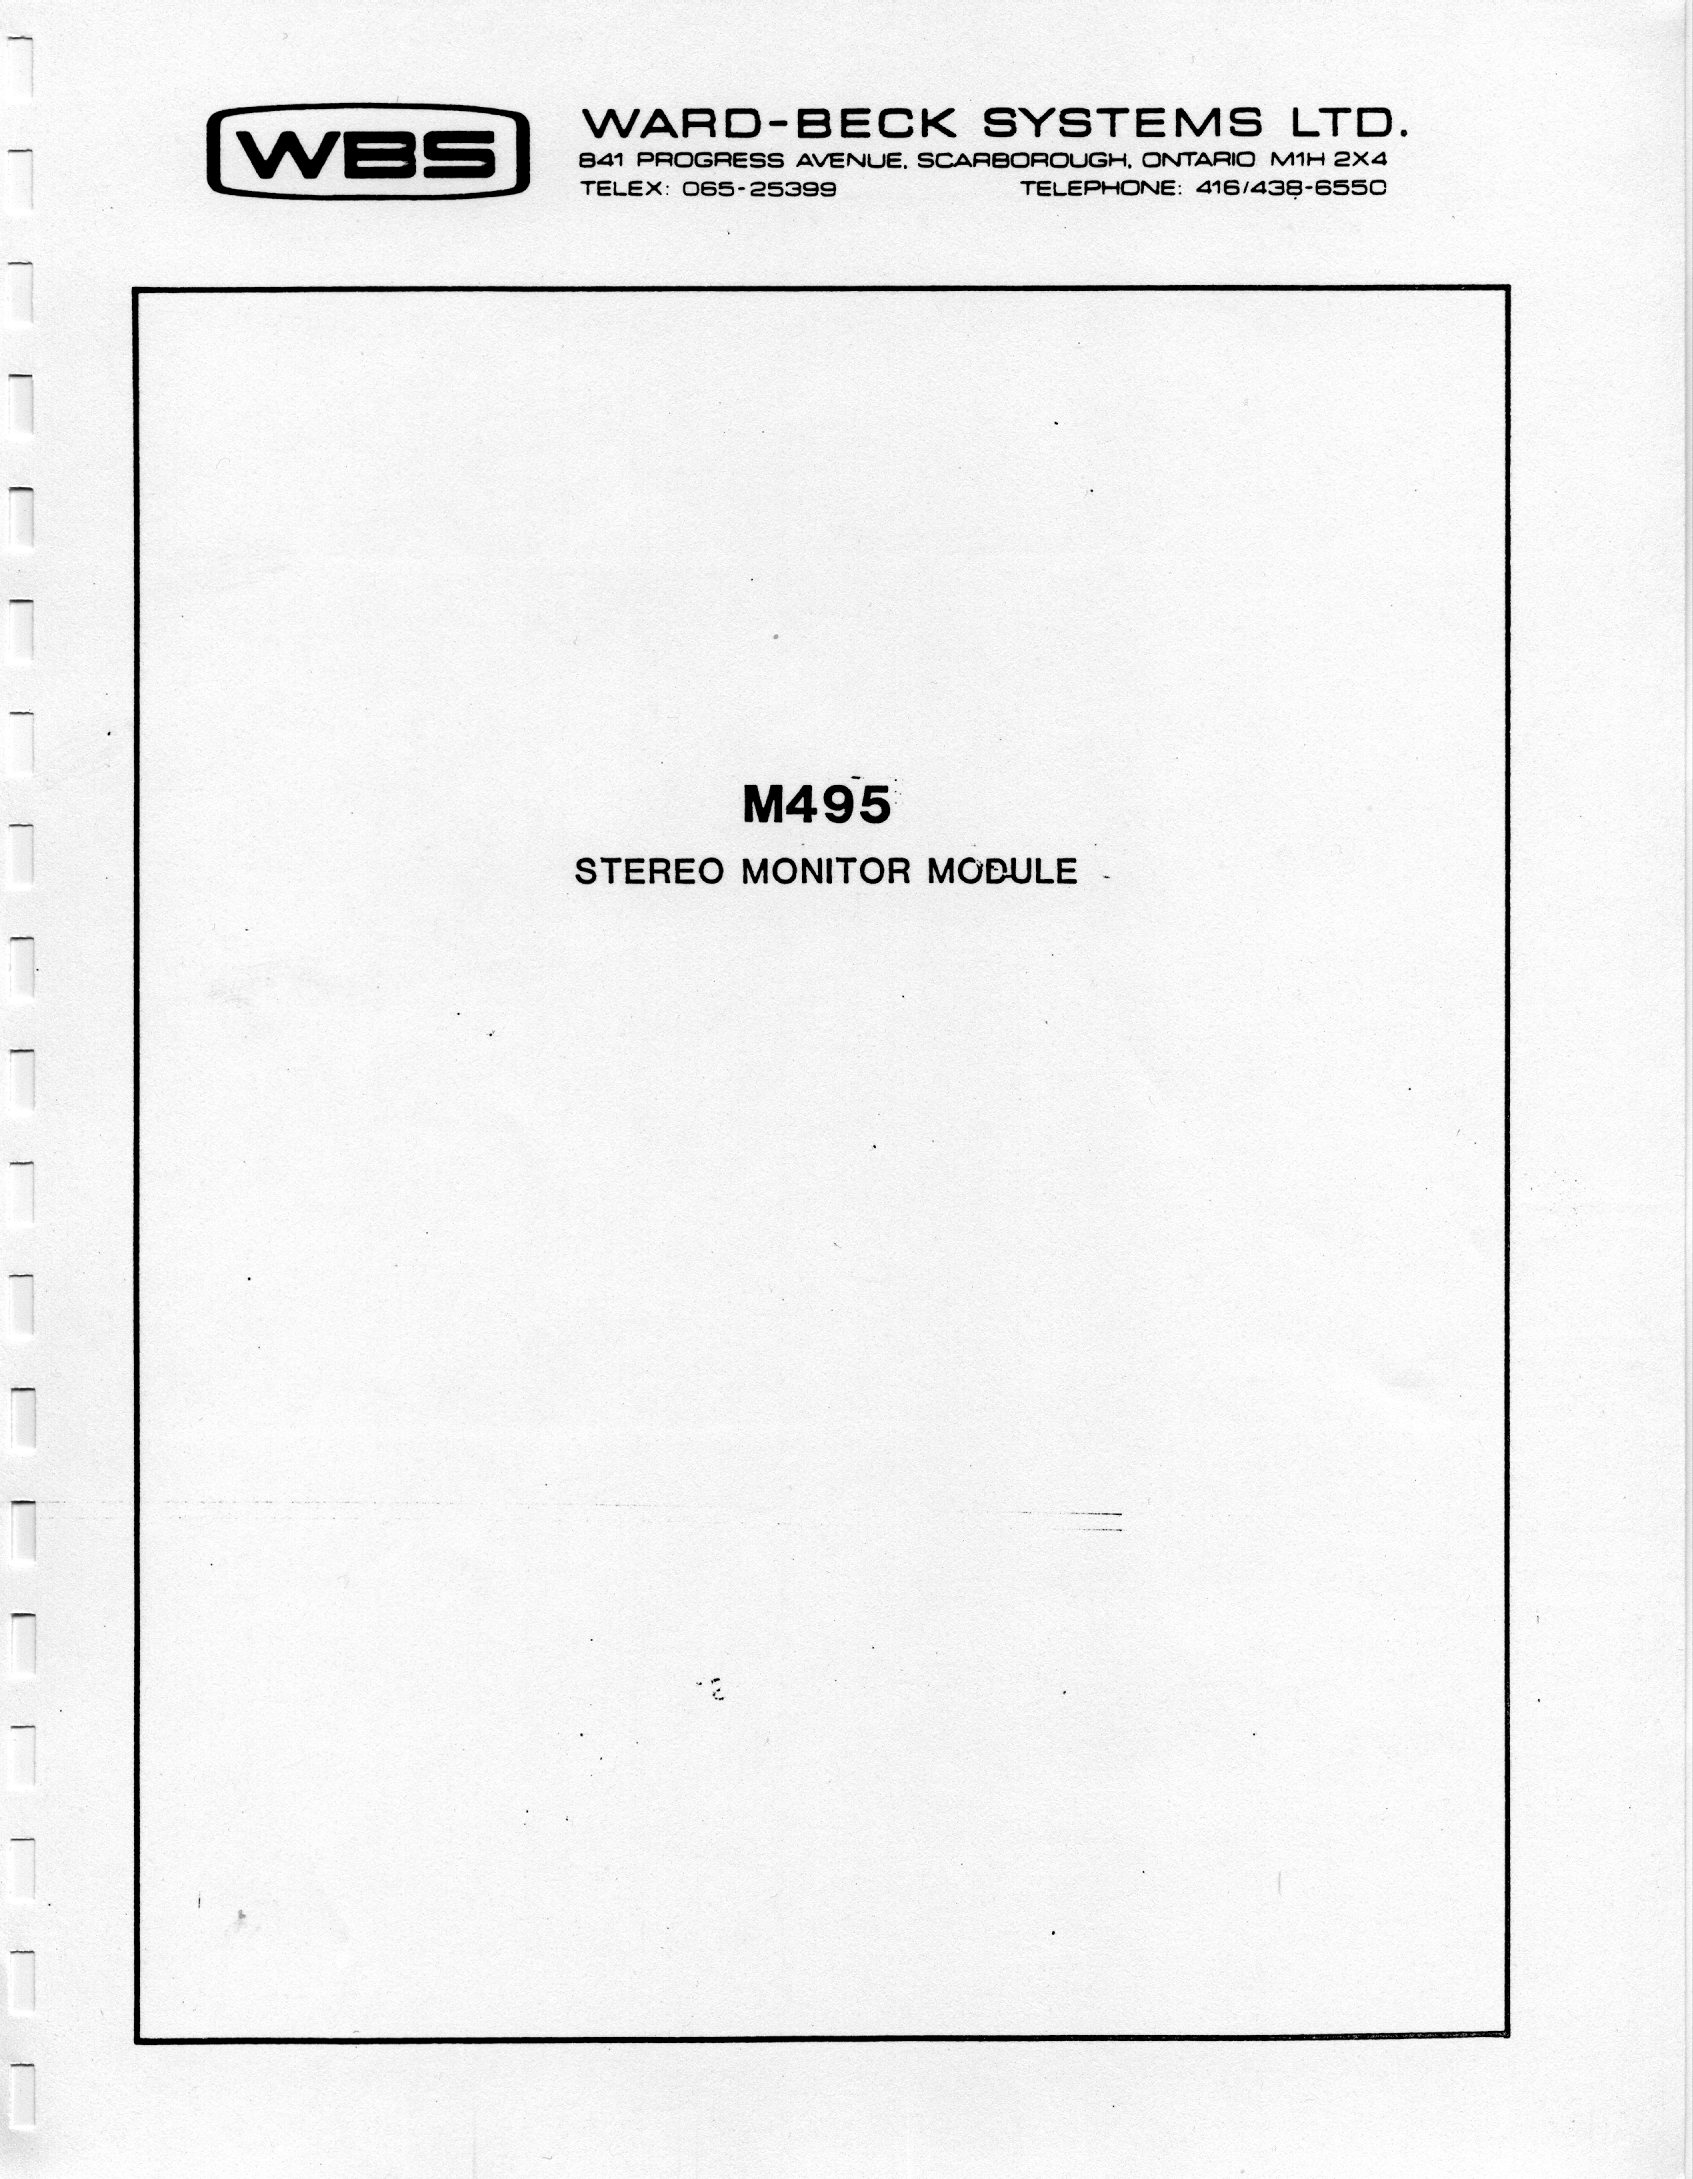 WBS
WARD-BECK SYSTEMS LTD.
841 PROGRESS AVENUE, SCARBOROUGH, ONTARIO M1H 2X4
TELEX: 065-25399 TELEPHONE: 416/438-6550
M495
STEREO MONITOR MODULE